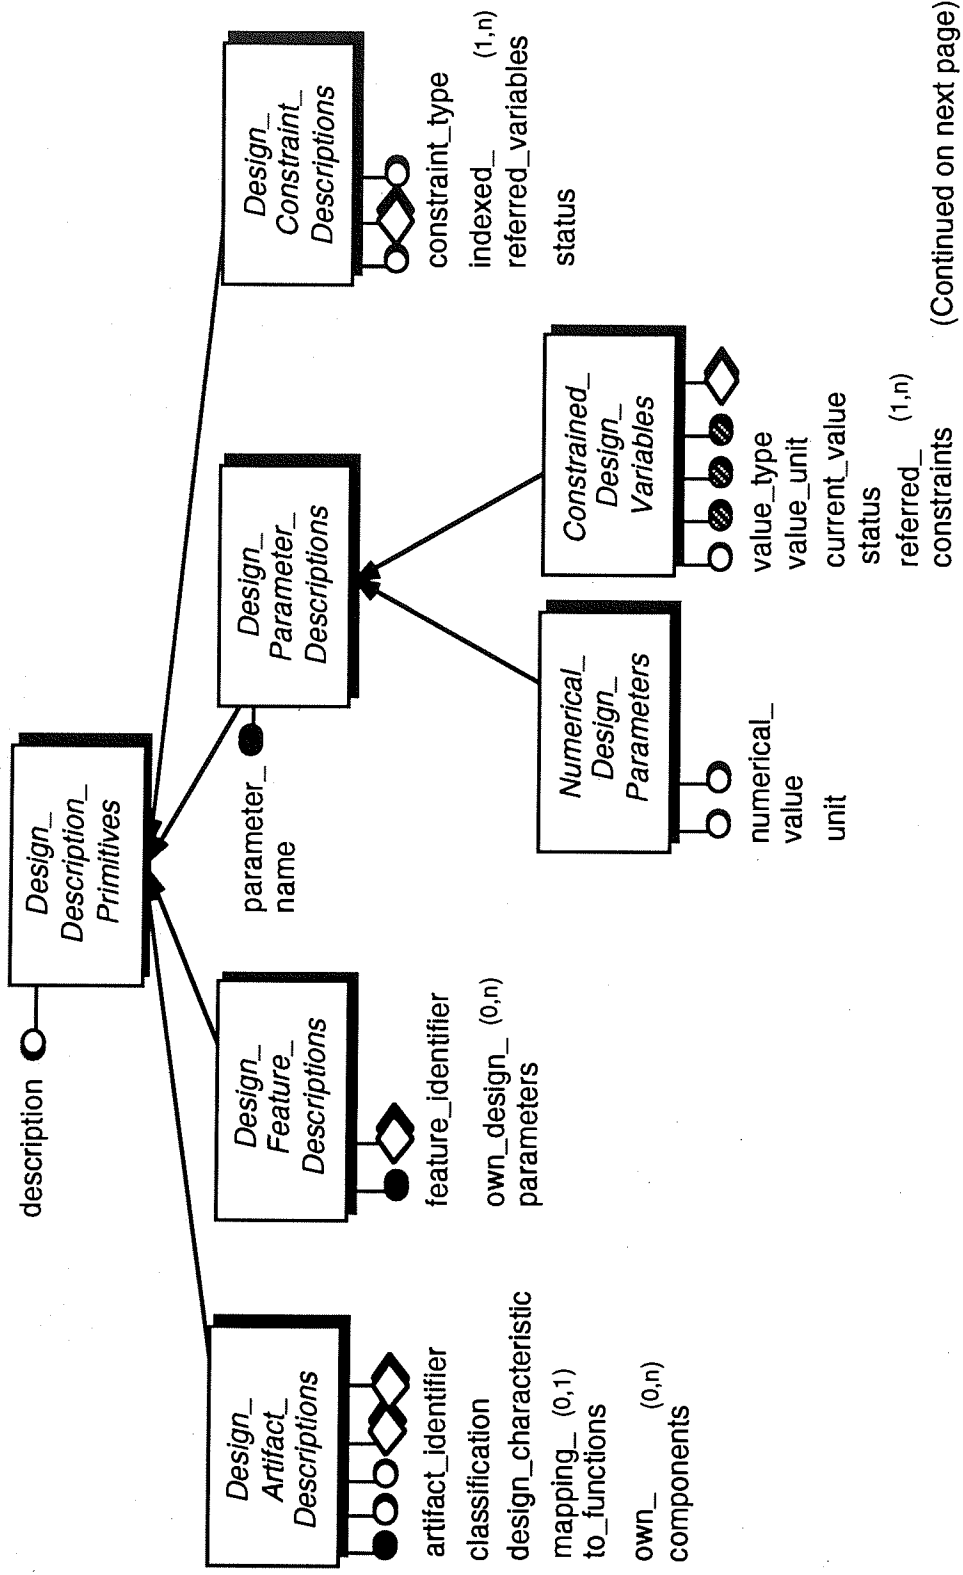 description
Design_
Description_
Primitives
Design_
Artifact_
Descriptions
artifact_identifier
classification
design_characteristic
mapping_ (0,1)
to_functions
own_ (0,n)
components
Design_
Feature_
Descriptions
feature_identifier
own_design_ (0,n)
parameters
parameter_
name
Design_
Parameter_
Descriptions
Design_
Constraint_
Descriptions
constraint_type
indexed_ (1,n)
referred_variables
status
Numerical_
Design_
Parameters
numerical_
value
unit
Constrained_
Design_
Variables
value_type
value_unit
current_value
status
referred_ (1,n)
constraints
(Continued on next page)